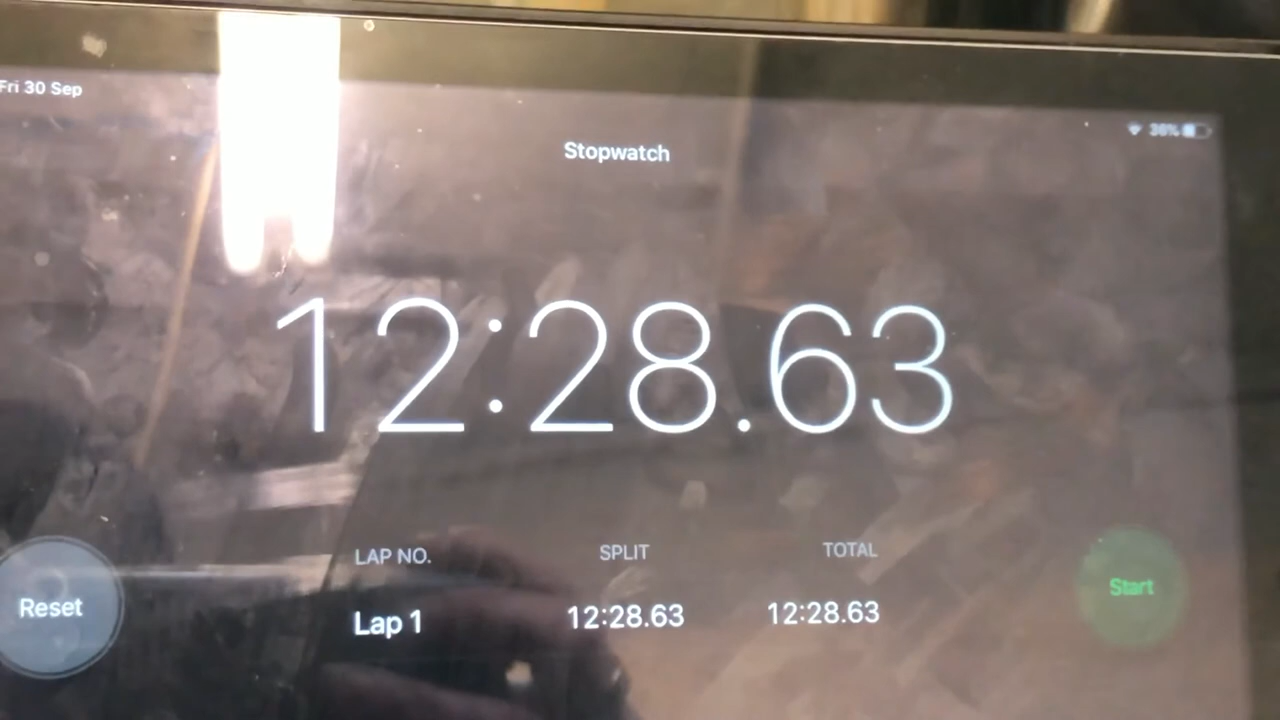 Fri 30 Sep
36%
Stopwatch
12:28.63
LAP NO. SPLIT TOTAL
Lap 1 12:28.63 12:28.63
Reset
Start